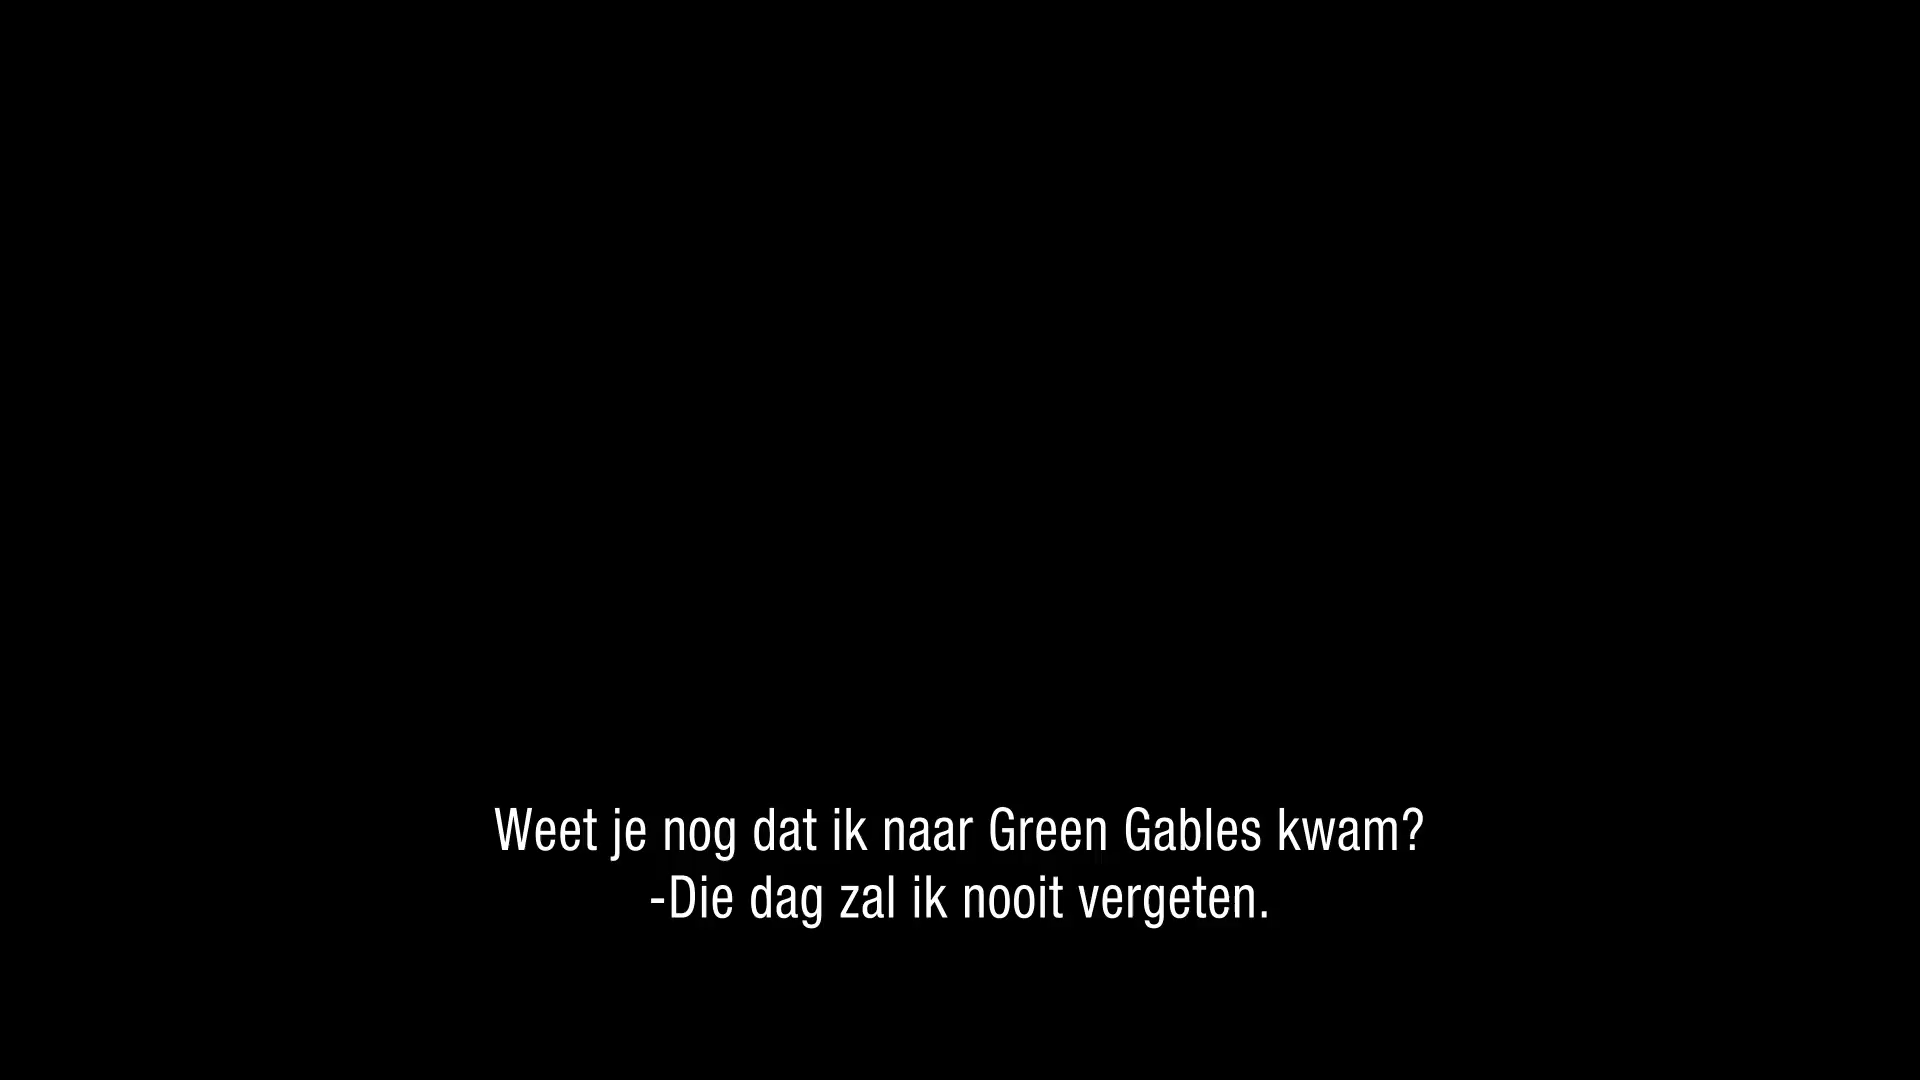 Weet je nog dat ik naar Green Gables kwam?
-Die dag zal ik nooit vergeten.